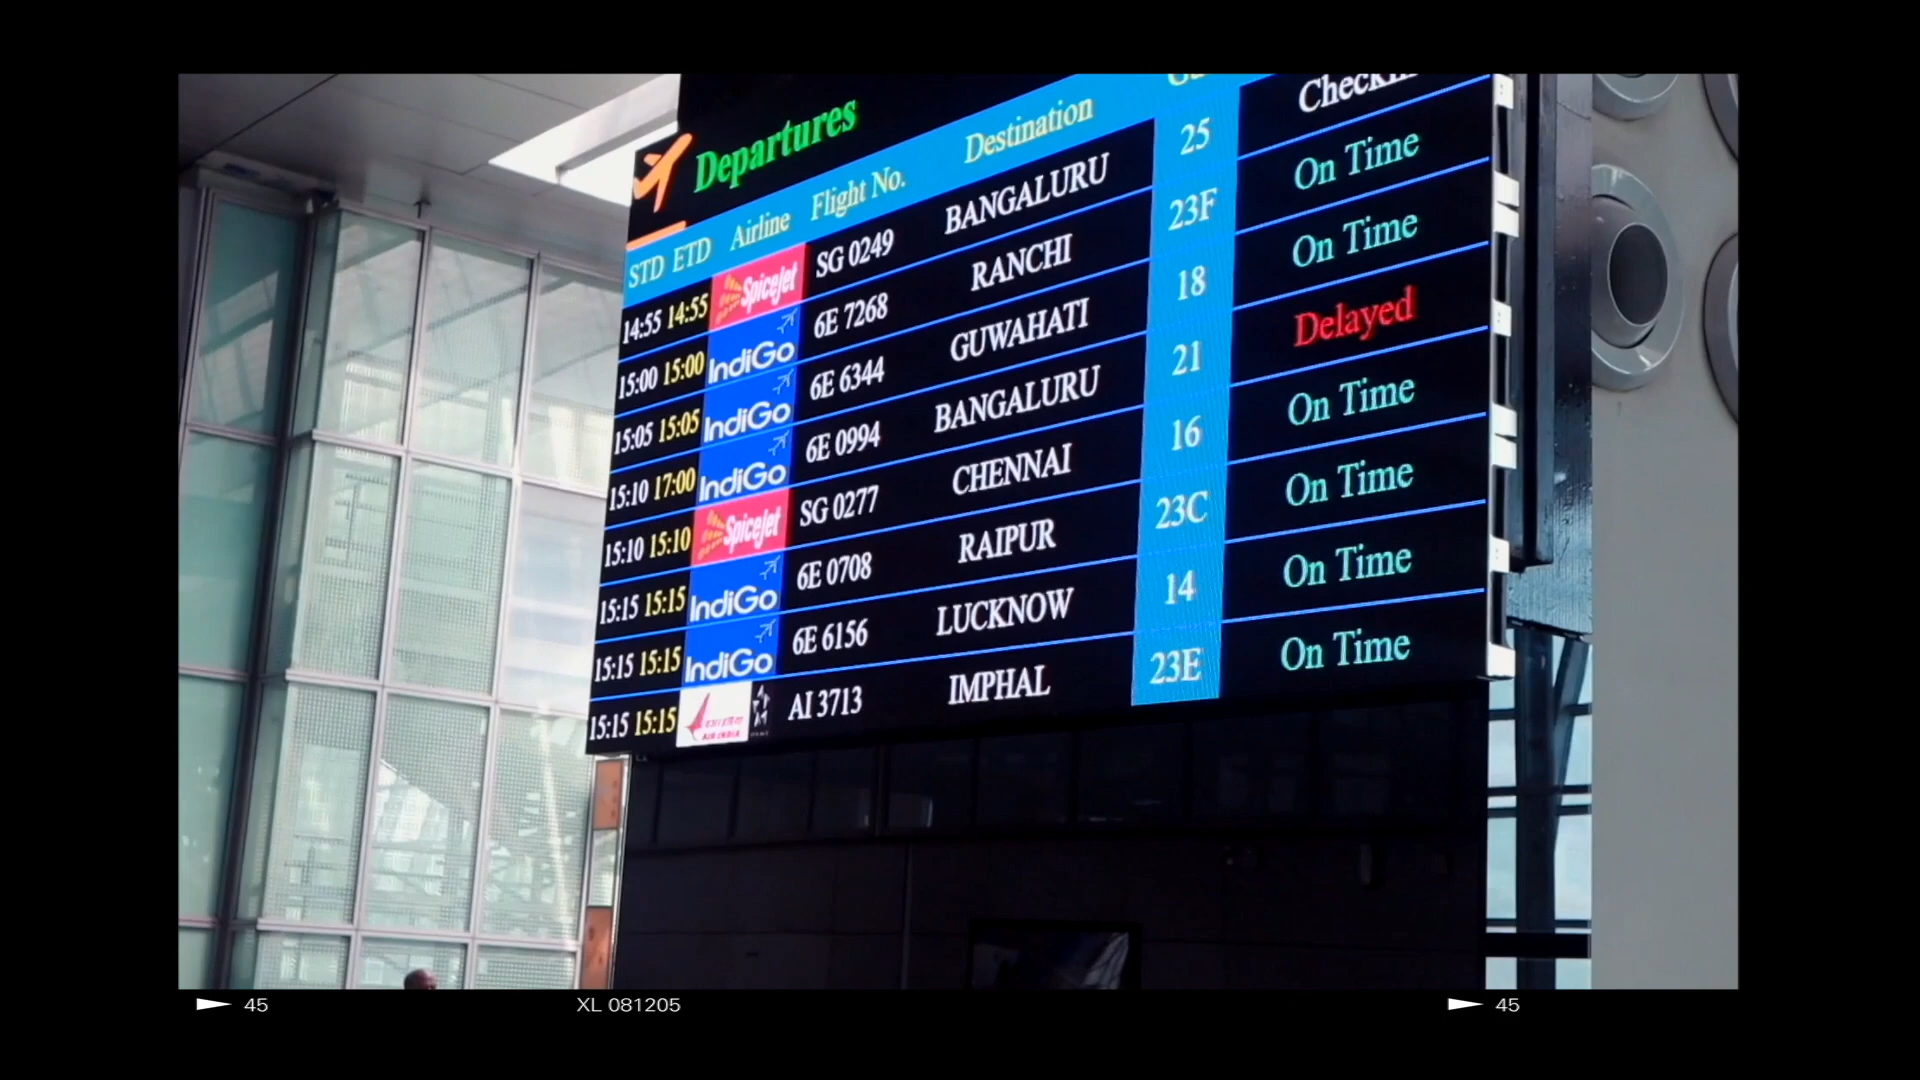 Departures
STD ETD Airline Flight No. Destination
14:55 14:55 SpiceJet SG 0249 BANGALURU 25
15:00 15:00 IndiGo 6E 7268 RANCHI 23F On Time
15:05 15:05 IndiGo 6E 6344 GUWAHATI 18 On Time
15:10 17:00 IndiGo 6E 0994 BANGALURU 21 Delayed
15:10 15:10 SpiceJet SG 0277 CHENNAI 16 On Time
15:15 15:15 IndiGo 6E 0708 RAIPUR 23C On Time
15:15 15:15 IndiGo 6E 6156 LUCKNOW 14 On Time
15:15 15:15 AIR INDIA AI 3713 IMPHAL 23E On Time
45 XL 081205 45